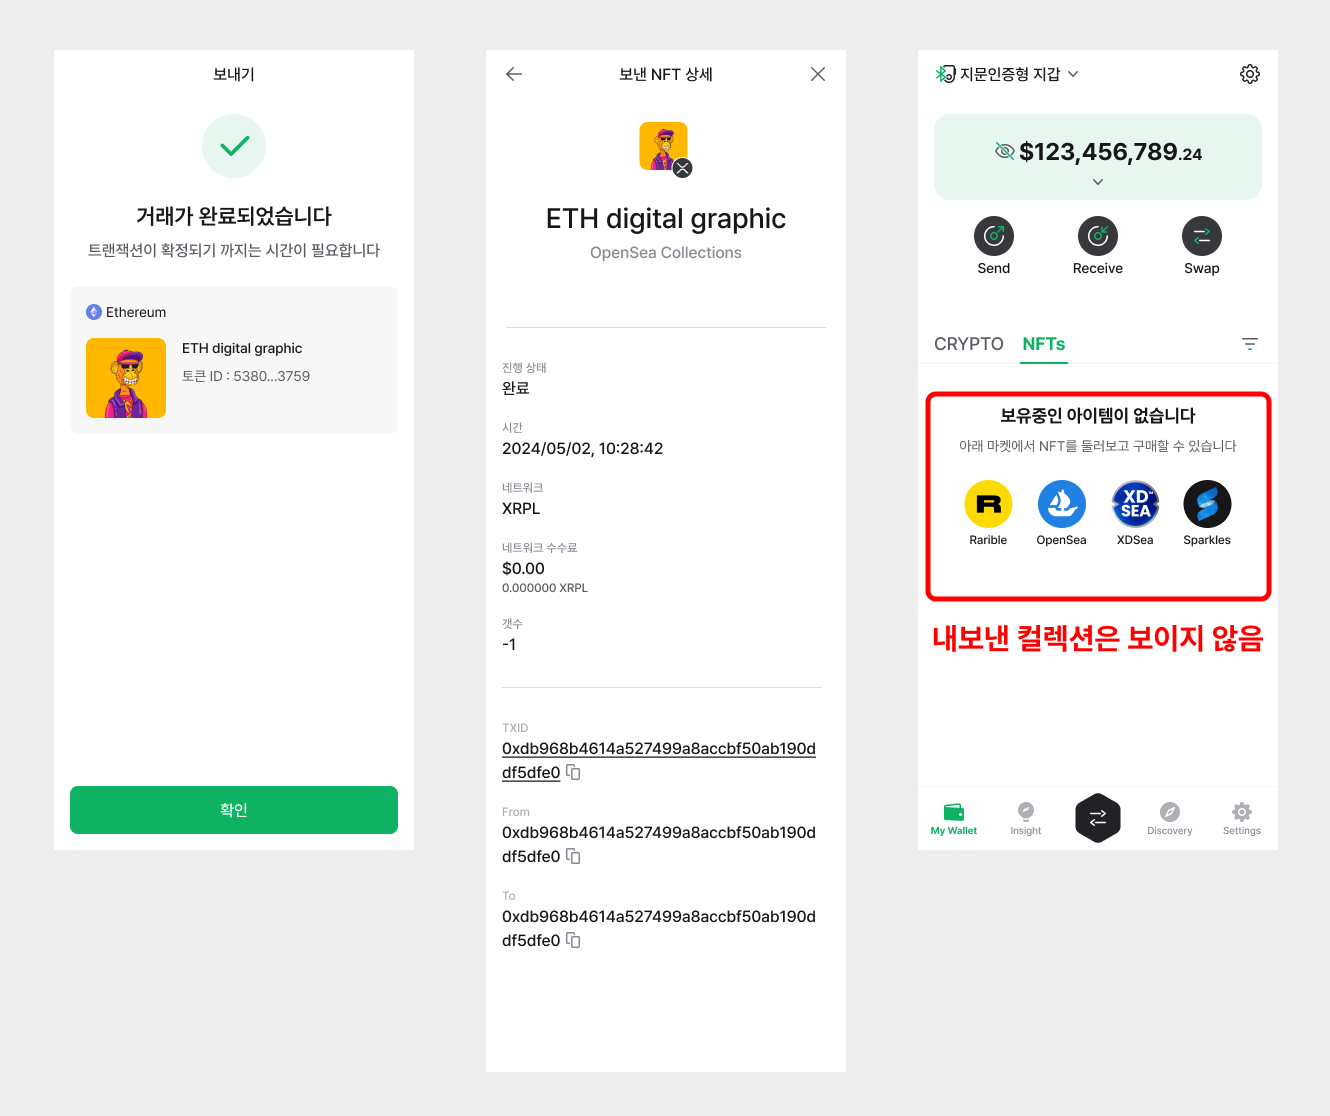 보내기
거래가 완료되었습니다
트랜잭션이 확정되기 까지는 시간이 필요합니다
Ethereum
ETH digital graphic
토큰 ID : 5380...3759
확인
보낸 NFT 상세
ETH digital graphic
OpenSea Collections
진행 상태
완료
시간
2024/05/02, 10:28:42
네트워크
XRPL
네트워크 수수료
$0.00
0.000000 XRPL
갯수
-1
TXID
0xdb968b4614a527499a8accbf50ab190d
df5dfe0
From
0xdb968b4614a527499a8accbf50ab190d
df5dfe0
To
0xdb968b4614a527499a8accbf50ab190d
df5dfe0
지문인증형 지갑
$123,456,789.24
Send
Receive
Swap
CRYPTO
NFTs
보유중인 아이템이 없습니다
아래 마켓에서 NFT를 둘러보고 구매할 수 있습니다
R
XD™
SEA
Rarible
OpenSea
XDSea
Sparkles
내보낸 컬렉션은 보이지 않음
My Wallet
Insight
Discovery
Settings